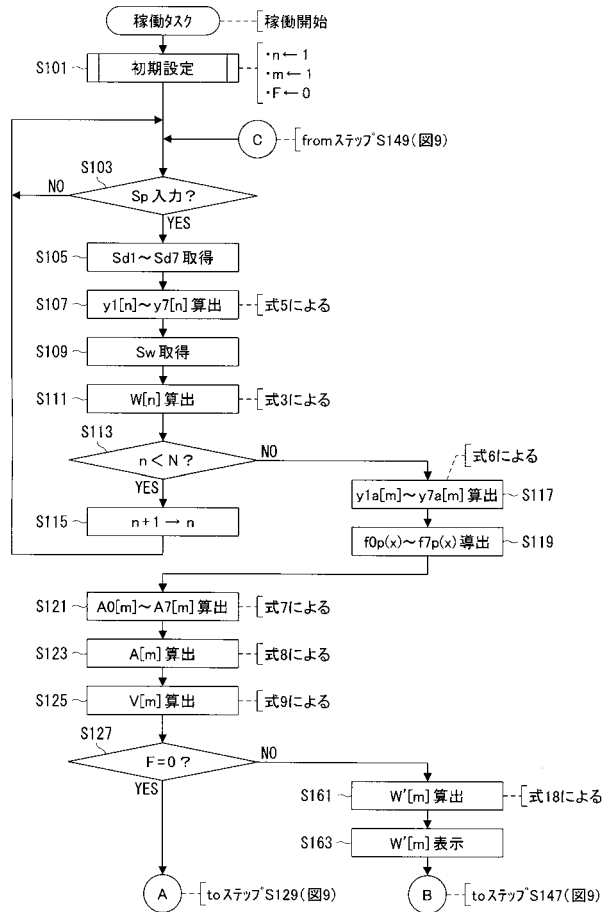 稼働タスク
稼働開始
S101
初期設定
・n←1
・m←1
・F←0
C
fromステップS149(図9)
S103
NO
Sp入力?
YES
S105
Sd1～Sd7 取得
S107
y1[n]～y7[n]算出
式5による
S109
Sw取得
S111
W[n]算出
式3による
S113
n<N?
NO
YES
式6による
S115
n+1→n
y1a[m]～y7a[m]算出
S117
f0p(x)～f7p(x)導出
S119
S121
A0[m]～A7[m]算出
式7による
S123
A[m]算出
式8による
S125
V[m]算出
式9による
S127
F=0?
NO
YES
S161
W'[m]算出
式18による
S163
W'[m]表示
A
toステップS129(図9)
B
toステップS147(図9)